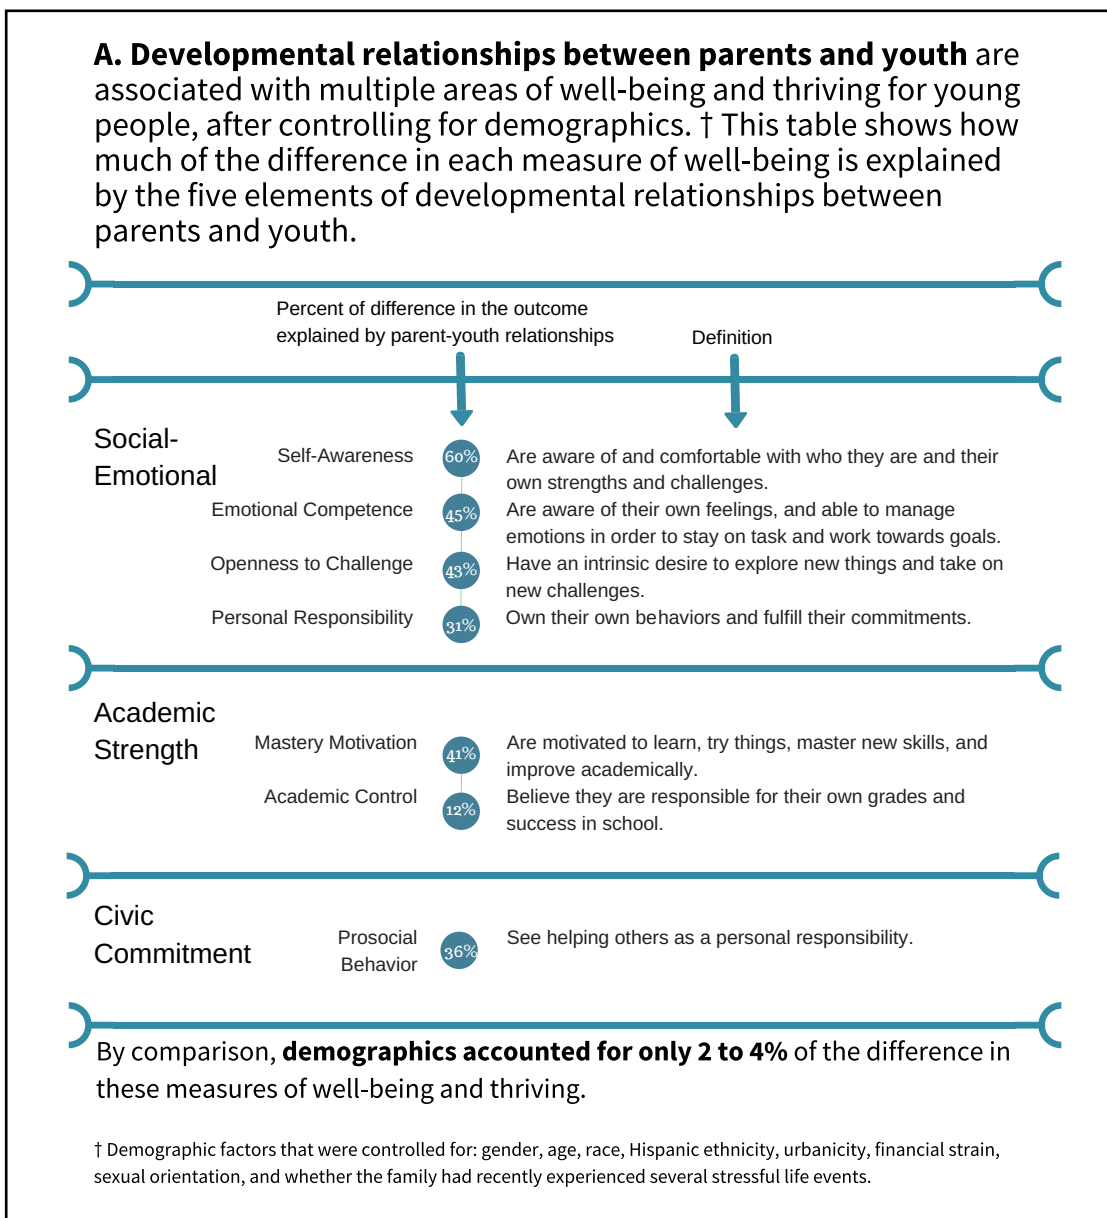 A. Developmental relationships between parents and youth are
associated with multiple areas of well-being and thriving for young
people, after controlling for demographics. † This table shows how
much of the difference in each measure of well-being is explained
by the five elements of developmental relationships between
parents and youth.
Percent of difference in the outcome
explained by parent-youth relationships
Definition
Social-
Emotional
Self-Awareness
60%
Are aware of and comfortable with who they are and their
own strengths and challenges.
Emotional Competence
45%
Are aware of their own feelings, and able to manage
emotions in order to stay on task and work towards goals.
Openness to Challenge
43%
Have an intrinsic desire to explore new things and take on
new challenges.
Personal Responsibility
31%
Own their own behaviors and fulfill their commitments.
Academic
Strength
Mastery Motivation
41%
Are motivated to learn, try things, master new skills, and
improve academically.
Academic Control
12%
Believe they are responsible for their own grades and
success in school.
Civic
Commitment
Prosocial
Behavior
36%
See helping others as a personal responsibility.
By comparison, demographics accounted for only 2 to 4% of the difference in
these measures of well-being and thriving.
† Demographic factors that were controlled for: gender, age, race, Hispanic ethnicity, urbanicity, financial strain,
sexual orientation, and whether the family had recently experienced several stressful life events.